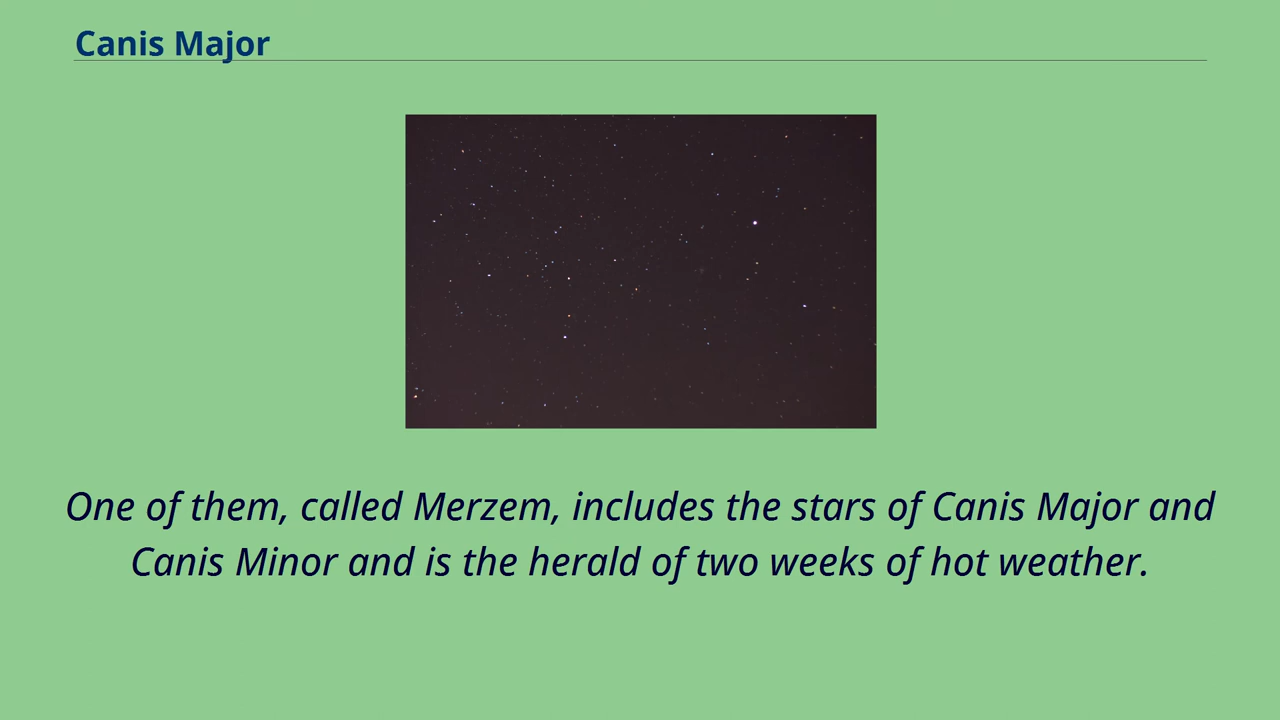 Canis Major
One of them, called Merzem, includes the stars of Canis Major and
Canis Minor and is the herald of two weeks of hot weather.